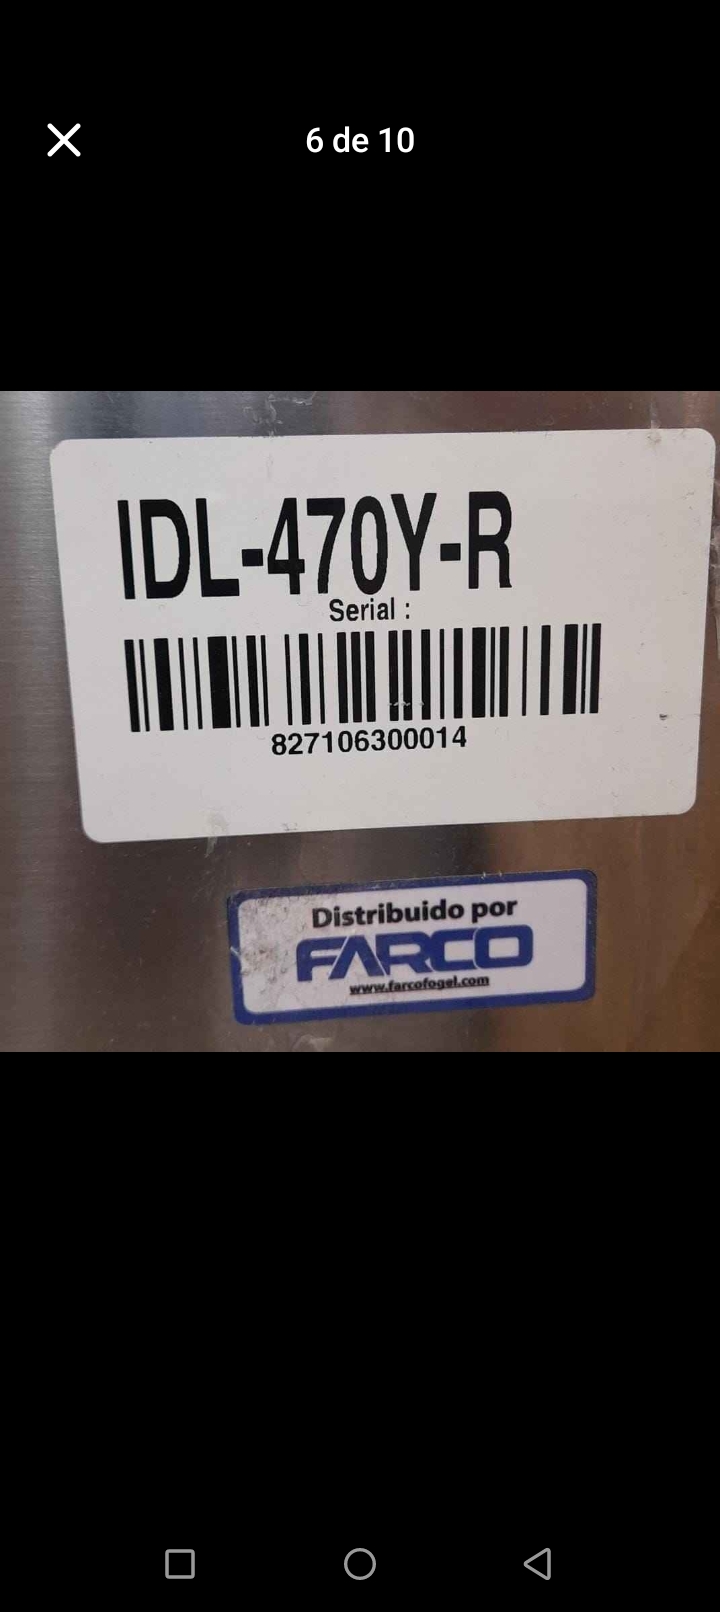 6 de 10
IDL-470Y-R
Serial :
827106300014
Distribuido por
FARCO
www.farcofogel.com